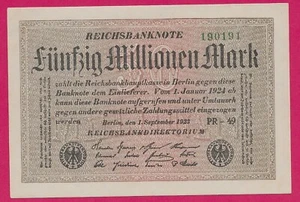 REICHSBANKNOTE
190191
Fünfzig Millionen Mark
zahlt die Reichsbankhauptkasse in Berlin gegen diese
Banknote dem Einlieferer. Vom 1. Januar 1924 ab
kann diese Banknote aufgerufen und unter Umtausch
gegen andere gesetzliche Zahlungsmittel eingezogen
werden
Berlin, den 1. September 1923
PR-49
REICHSBANKDIREKTORIUM